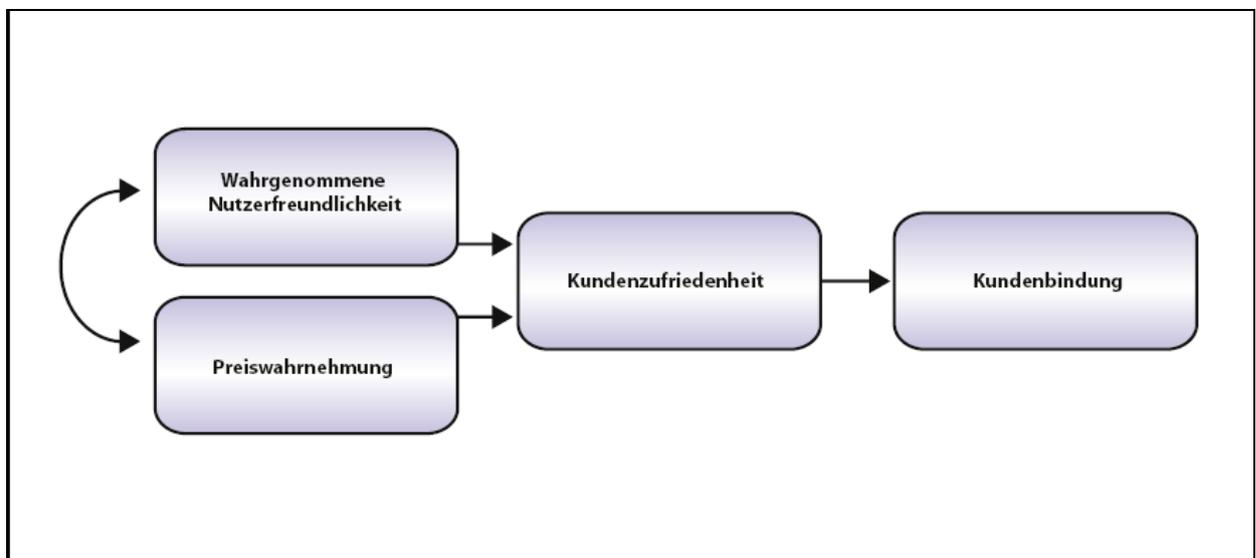 Wahrgenommene
Nutzerfreundlichkeit
Preiswahrnehmung
Kundenzufriedenheit
Kundenbindung